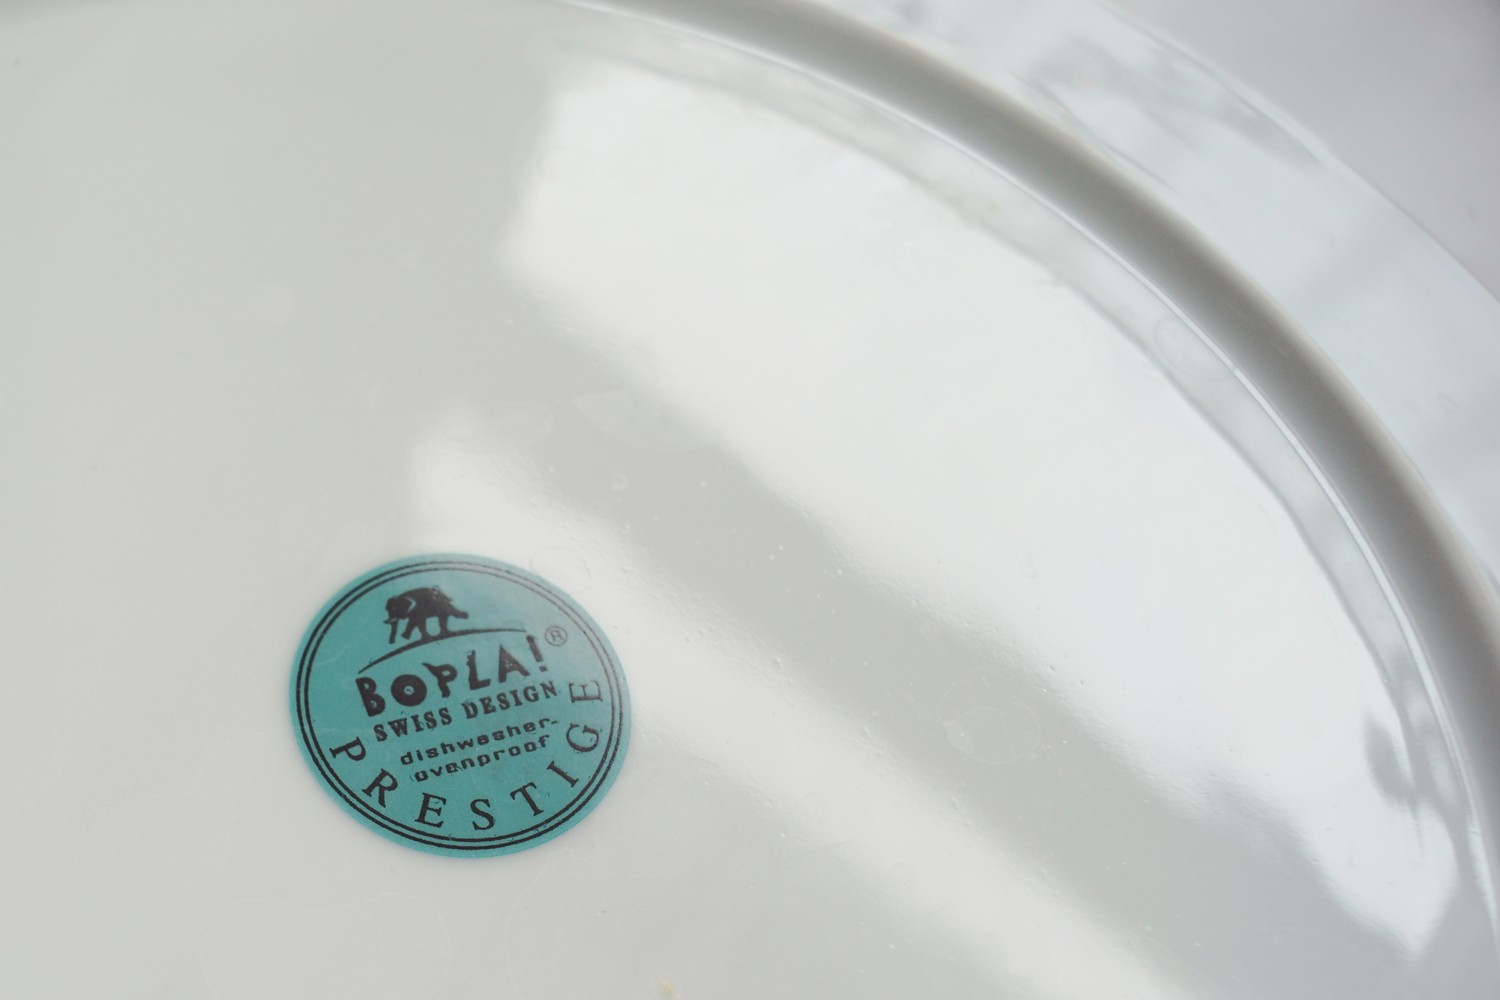 BOPLA!®
SWISS DESIGN
dishwasher-
ovenproof
PRESTIGE